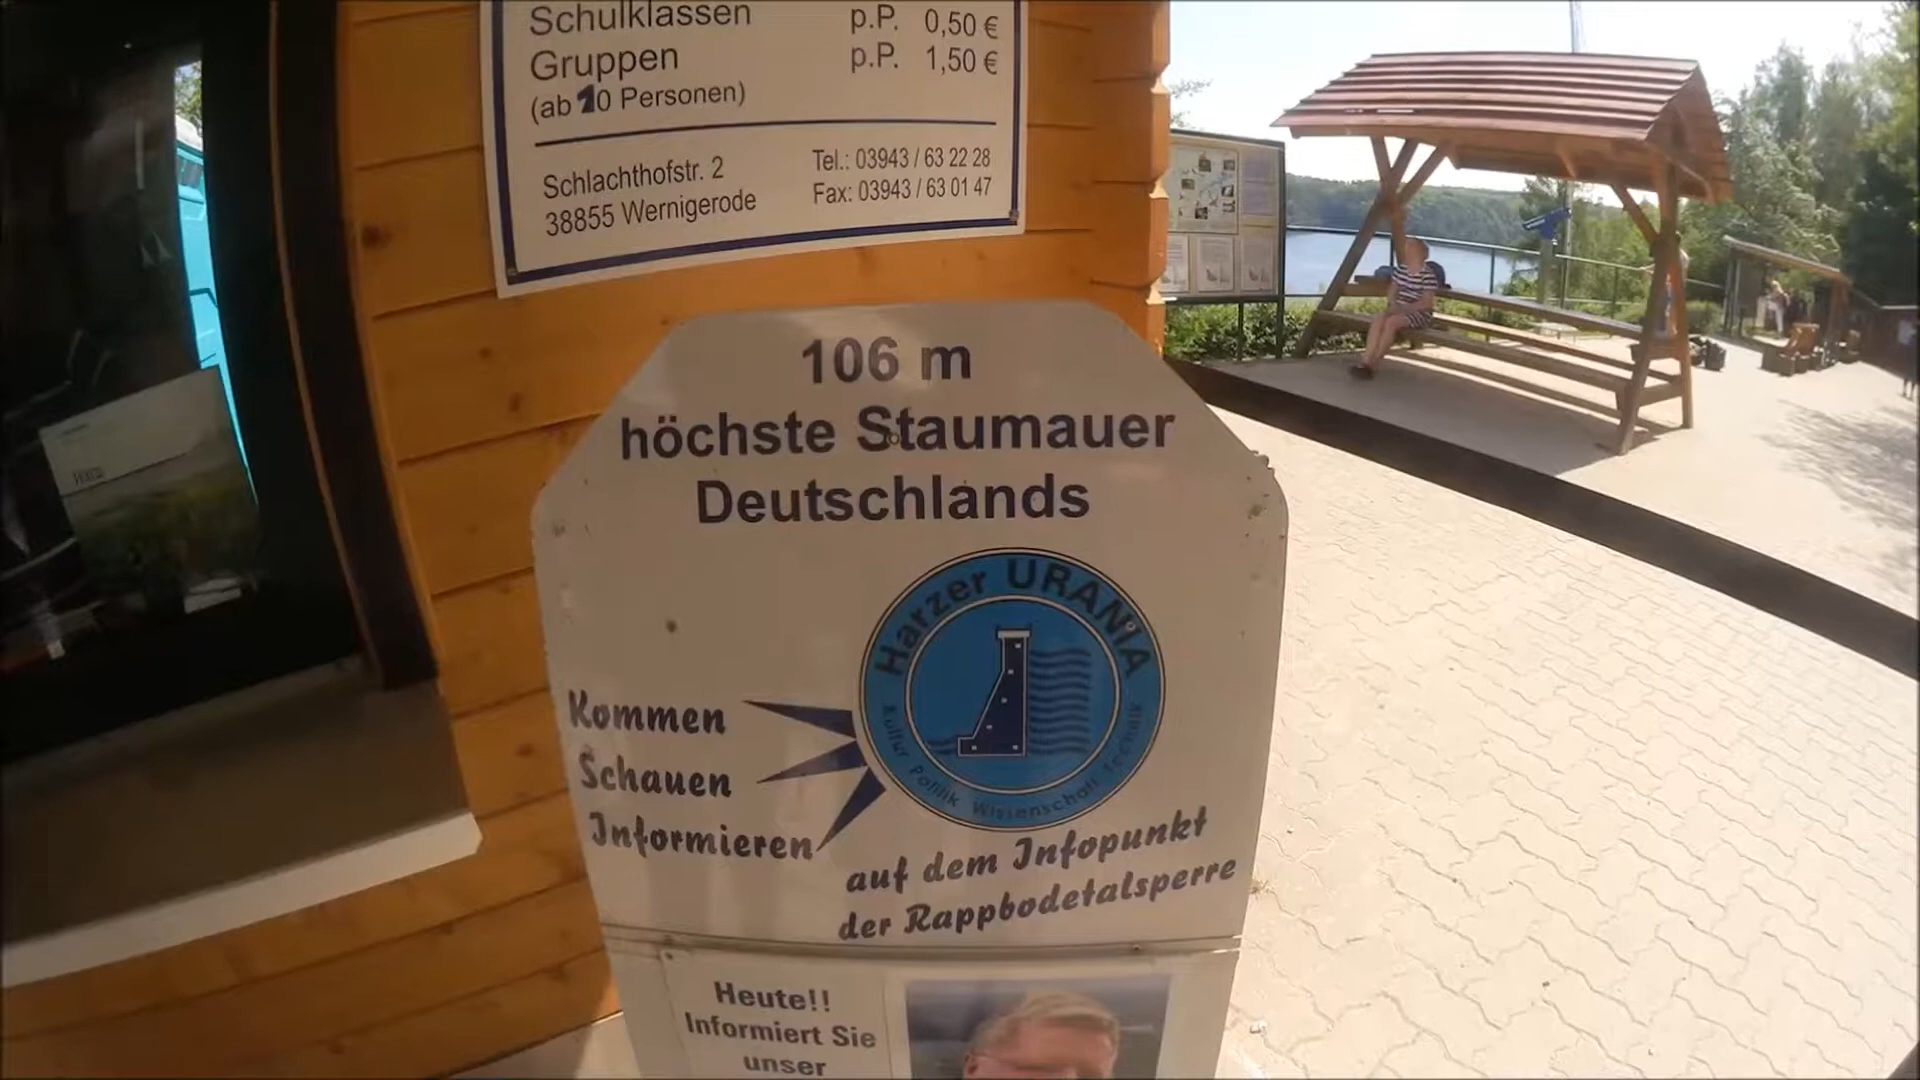 Schulklassen p.P. 0,50 €
Gruppen p.P. 1,50 €
(ab 10 Personen)
Schlachthofstr. 2
38855 Wernigerode
Tel.: 03943 / 63 22 28
Fax: 03943 / 63 01 47
106 m
höchste Staumauer
Deutschlands
Harzer URANIA
Kultur Politik Wissenschaft Technik
Kommen
Schauen
Informieren
auf dem Infopunkt
der Rappbodetalsperre
Heute!!
Informiert Sie
unser